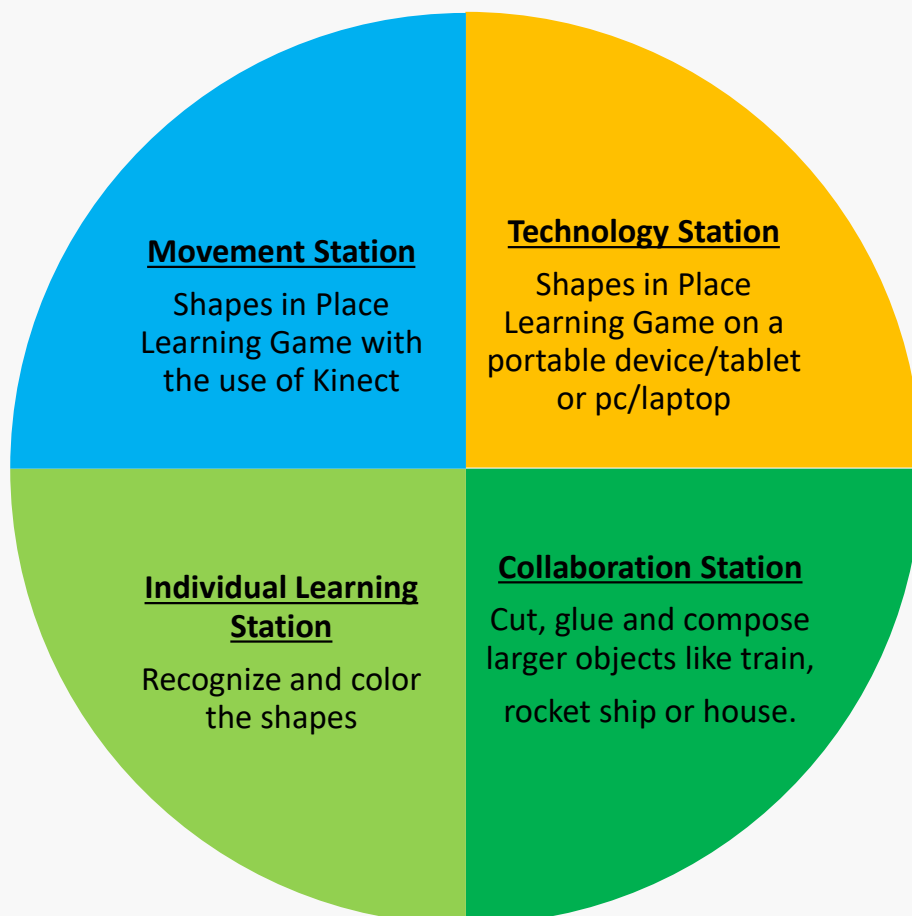 Movement Station
Shapes in Place
Learning Game with
the use of Kinect
Technology Station
Shapes in Place
Learning Game on a
portable device/tablet
or pc/laptop
Individual Learning
Station
Recognize and color
the shapes
Collaboration Station
Cut, glue and compose
larger objects like train,
rocket ship or house.